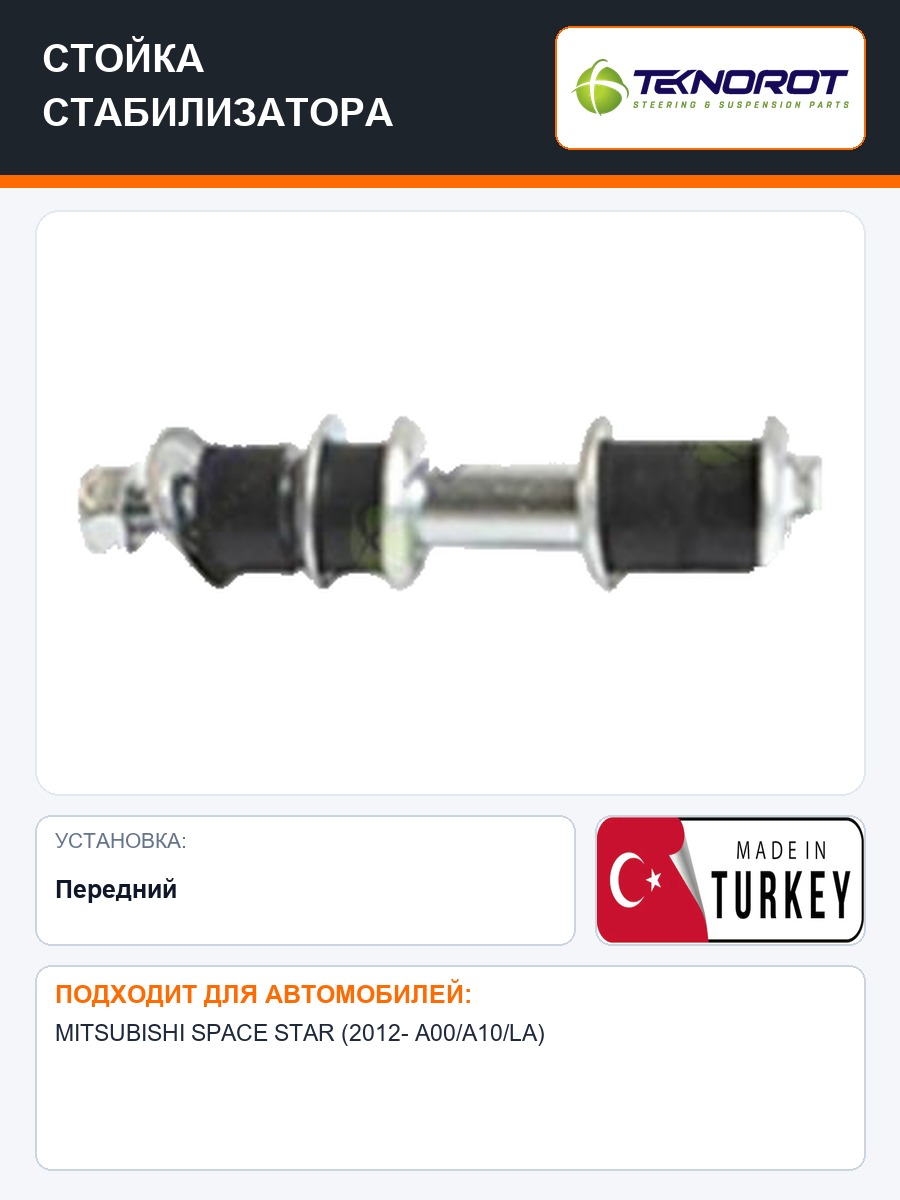 СТОЙКА
СТАБИЛИЗАТОРА
TEKNOROT
STEERING & SUSPENSION PARTS
УСТАНОВКА:
Передний
MADE IN
TURKEY
ПОДХОДИТ ДЛЯ АВТОМОБИЛЕЙ:
MITSUBISHI SPACE STAR (2012- A00/A10/LA)